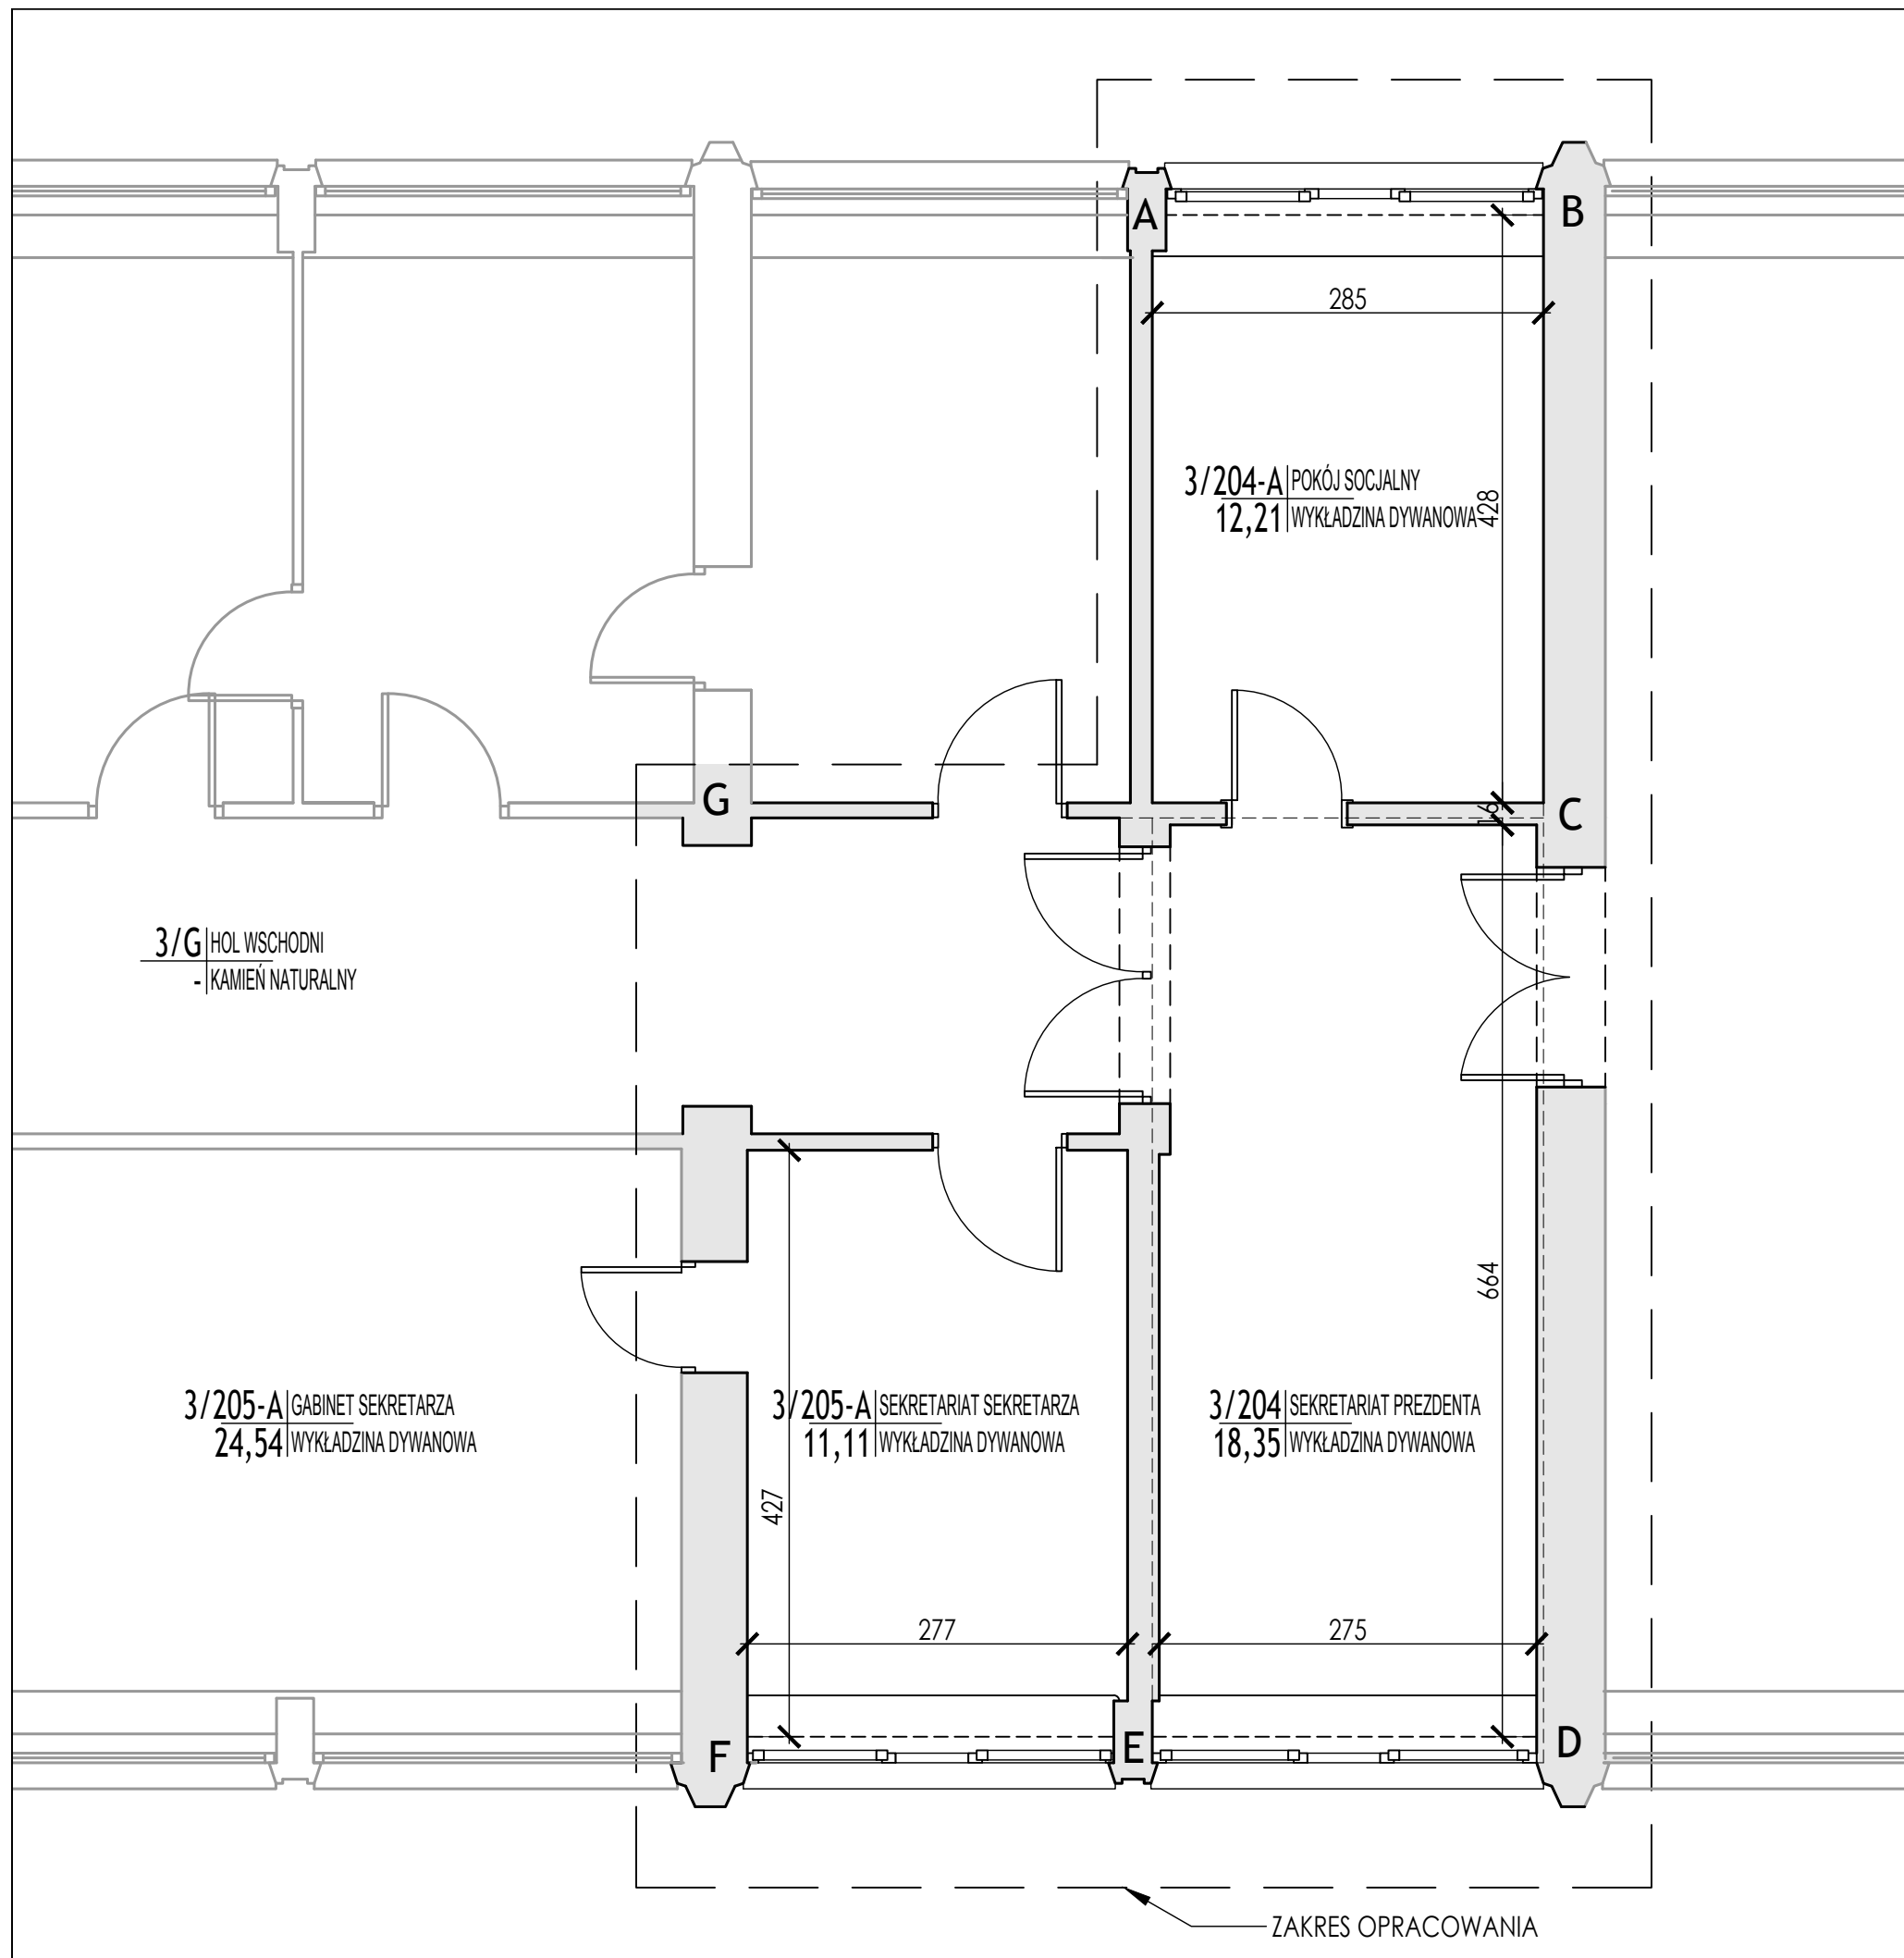 A
B
285
3/204-A POKÓJ SOCJALNY
12,21 WYKŁADZINA DYWANOWA
428
G
C
3/G HOL WSCHODNI
- KAMIEŃ NATURALNY
664
3/205-A GABINET SEKRETARZA
24,54 WYKŁADZINA DYWANOWA
3/205-A SEKRETARIAT SEKRETARZA
11,11 WYKŁADZINA DYWANOWA
3/204 SEKRETARIAT PREZDENTA
18,35 WYKŁADZINA DYWANOWA
427
277
275
F
E
D
ZAKRES OPRACOWANIA